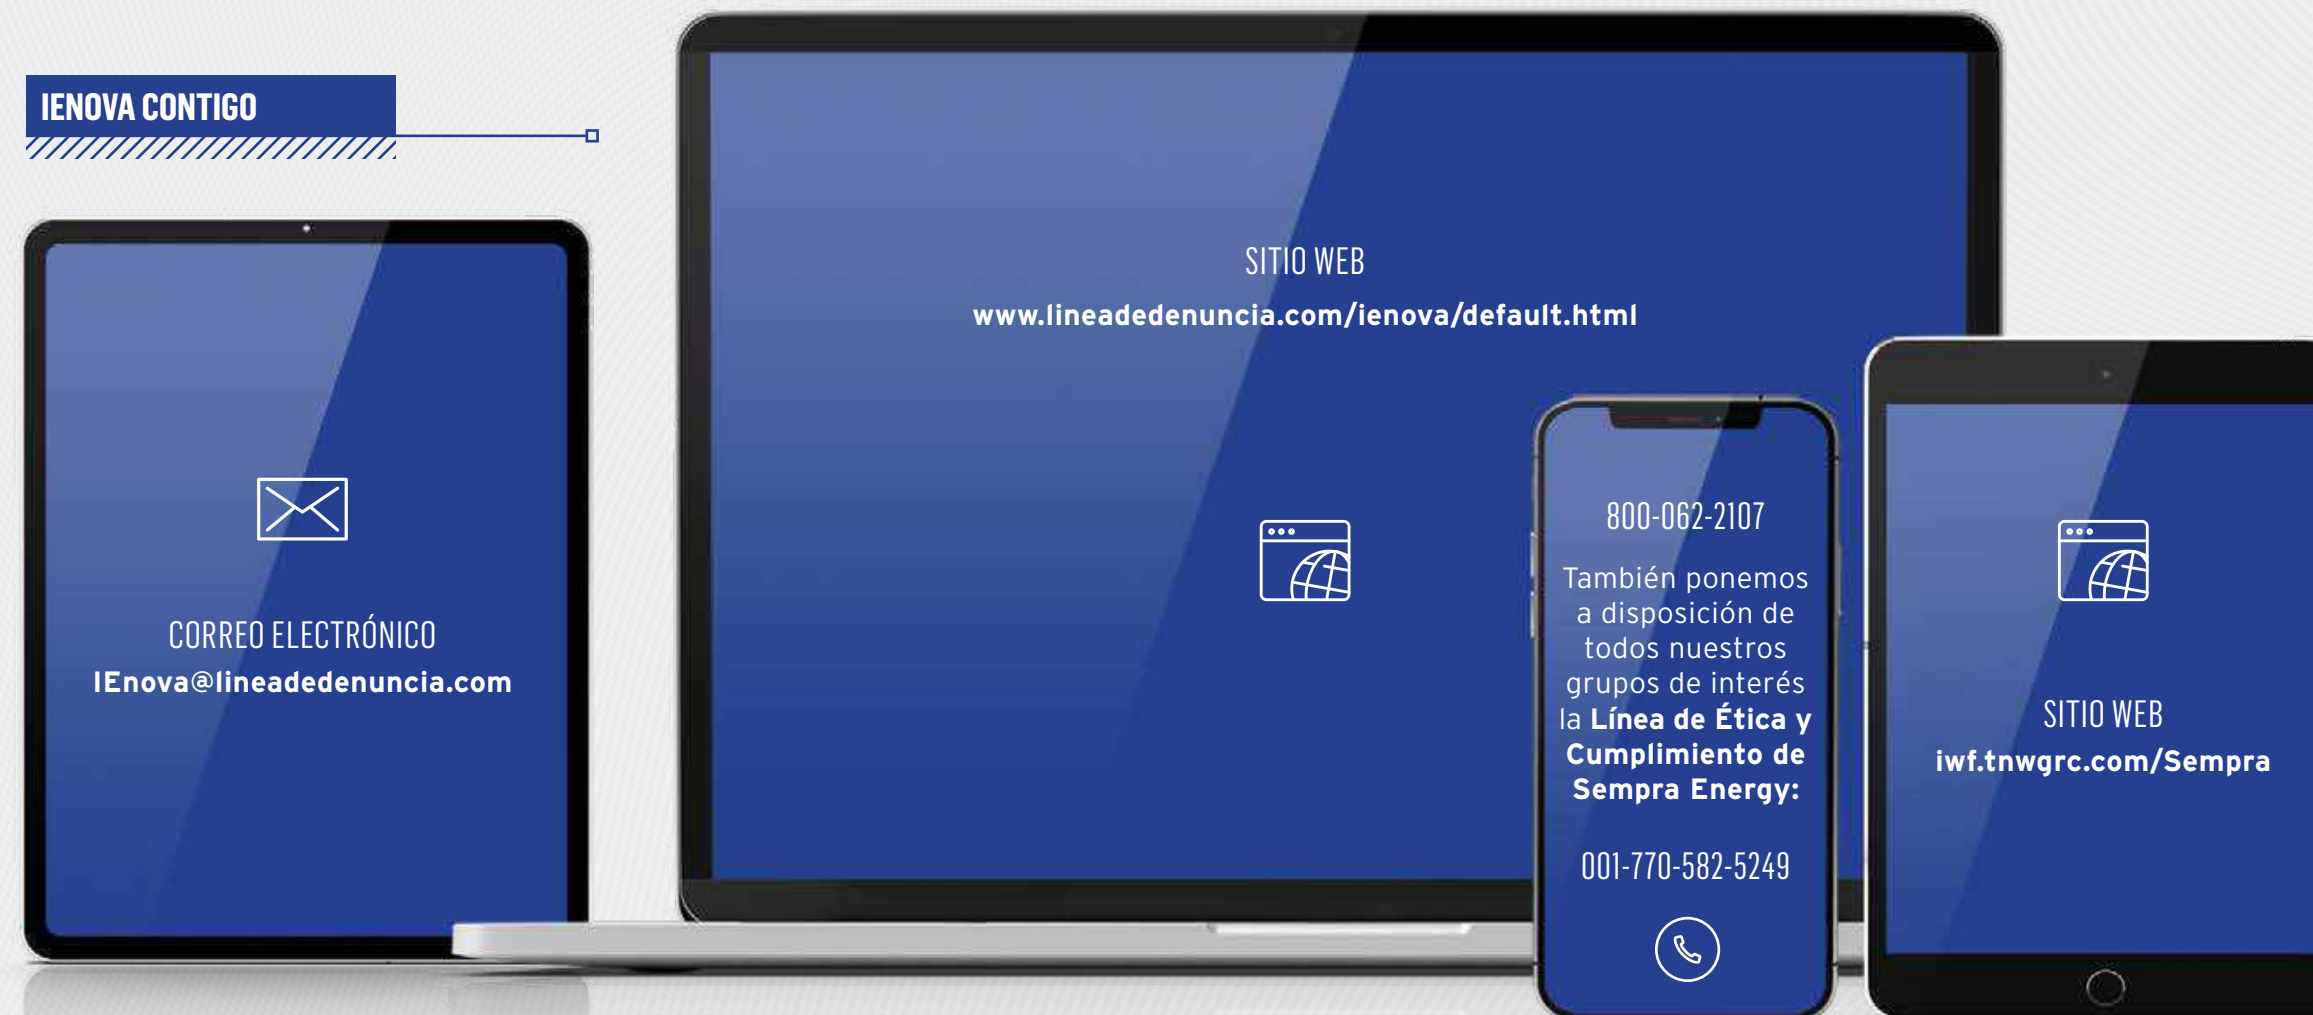 IENOVA CONTIGO
CORREO ELECTRÓNICO
IEnova@lineadedenuncia.com
SITIO WEB
www.lineadedenuncia.com/ienova/default.html
800-062-2107
También ponemos
a disposición de
todos nuestros
grupos de interés
la Línea de Ética y
Cumplimiento de
Sempra Energy:
001-770-582-5249
SITIO WEB
iwf.tnwgrc.com/Sempra